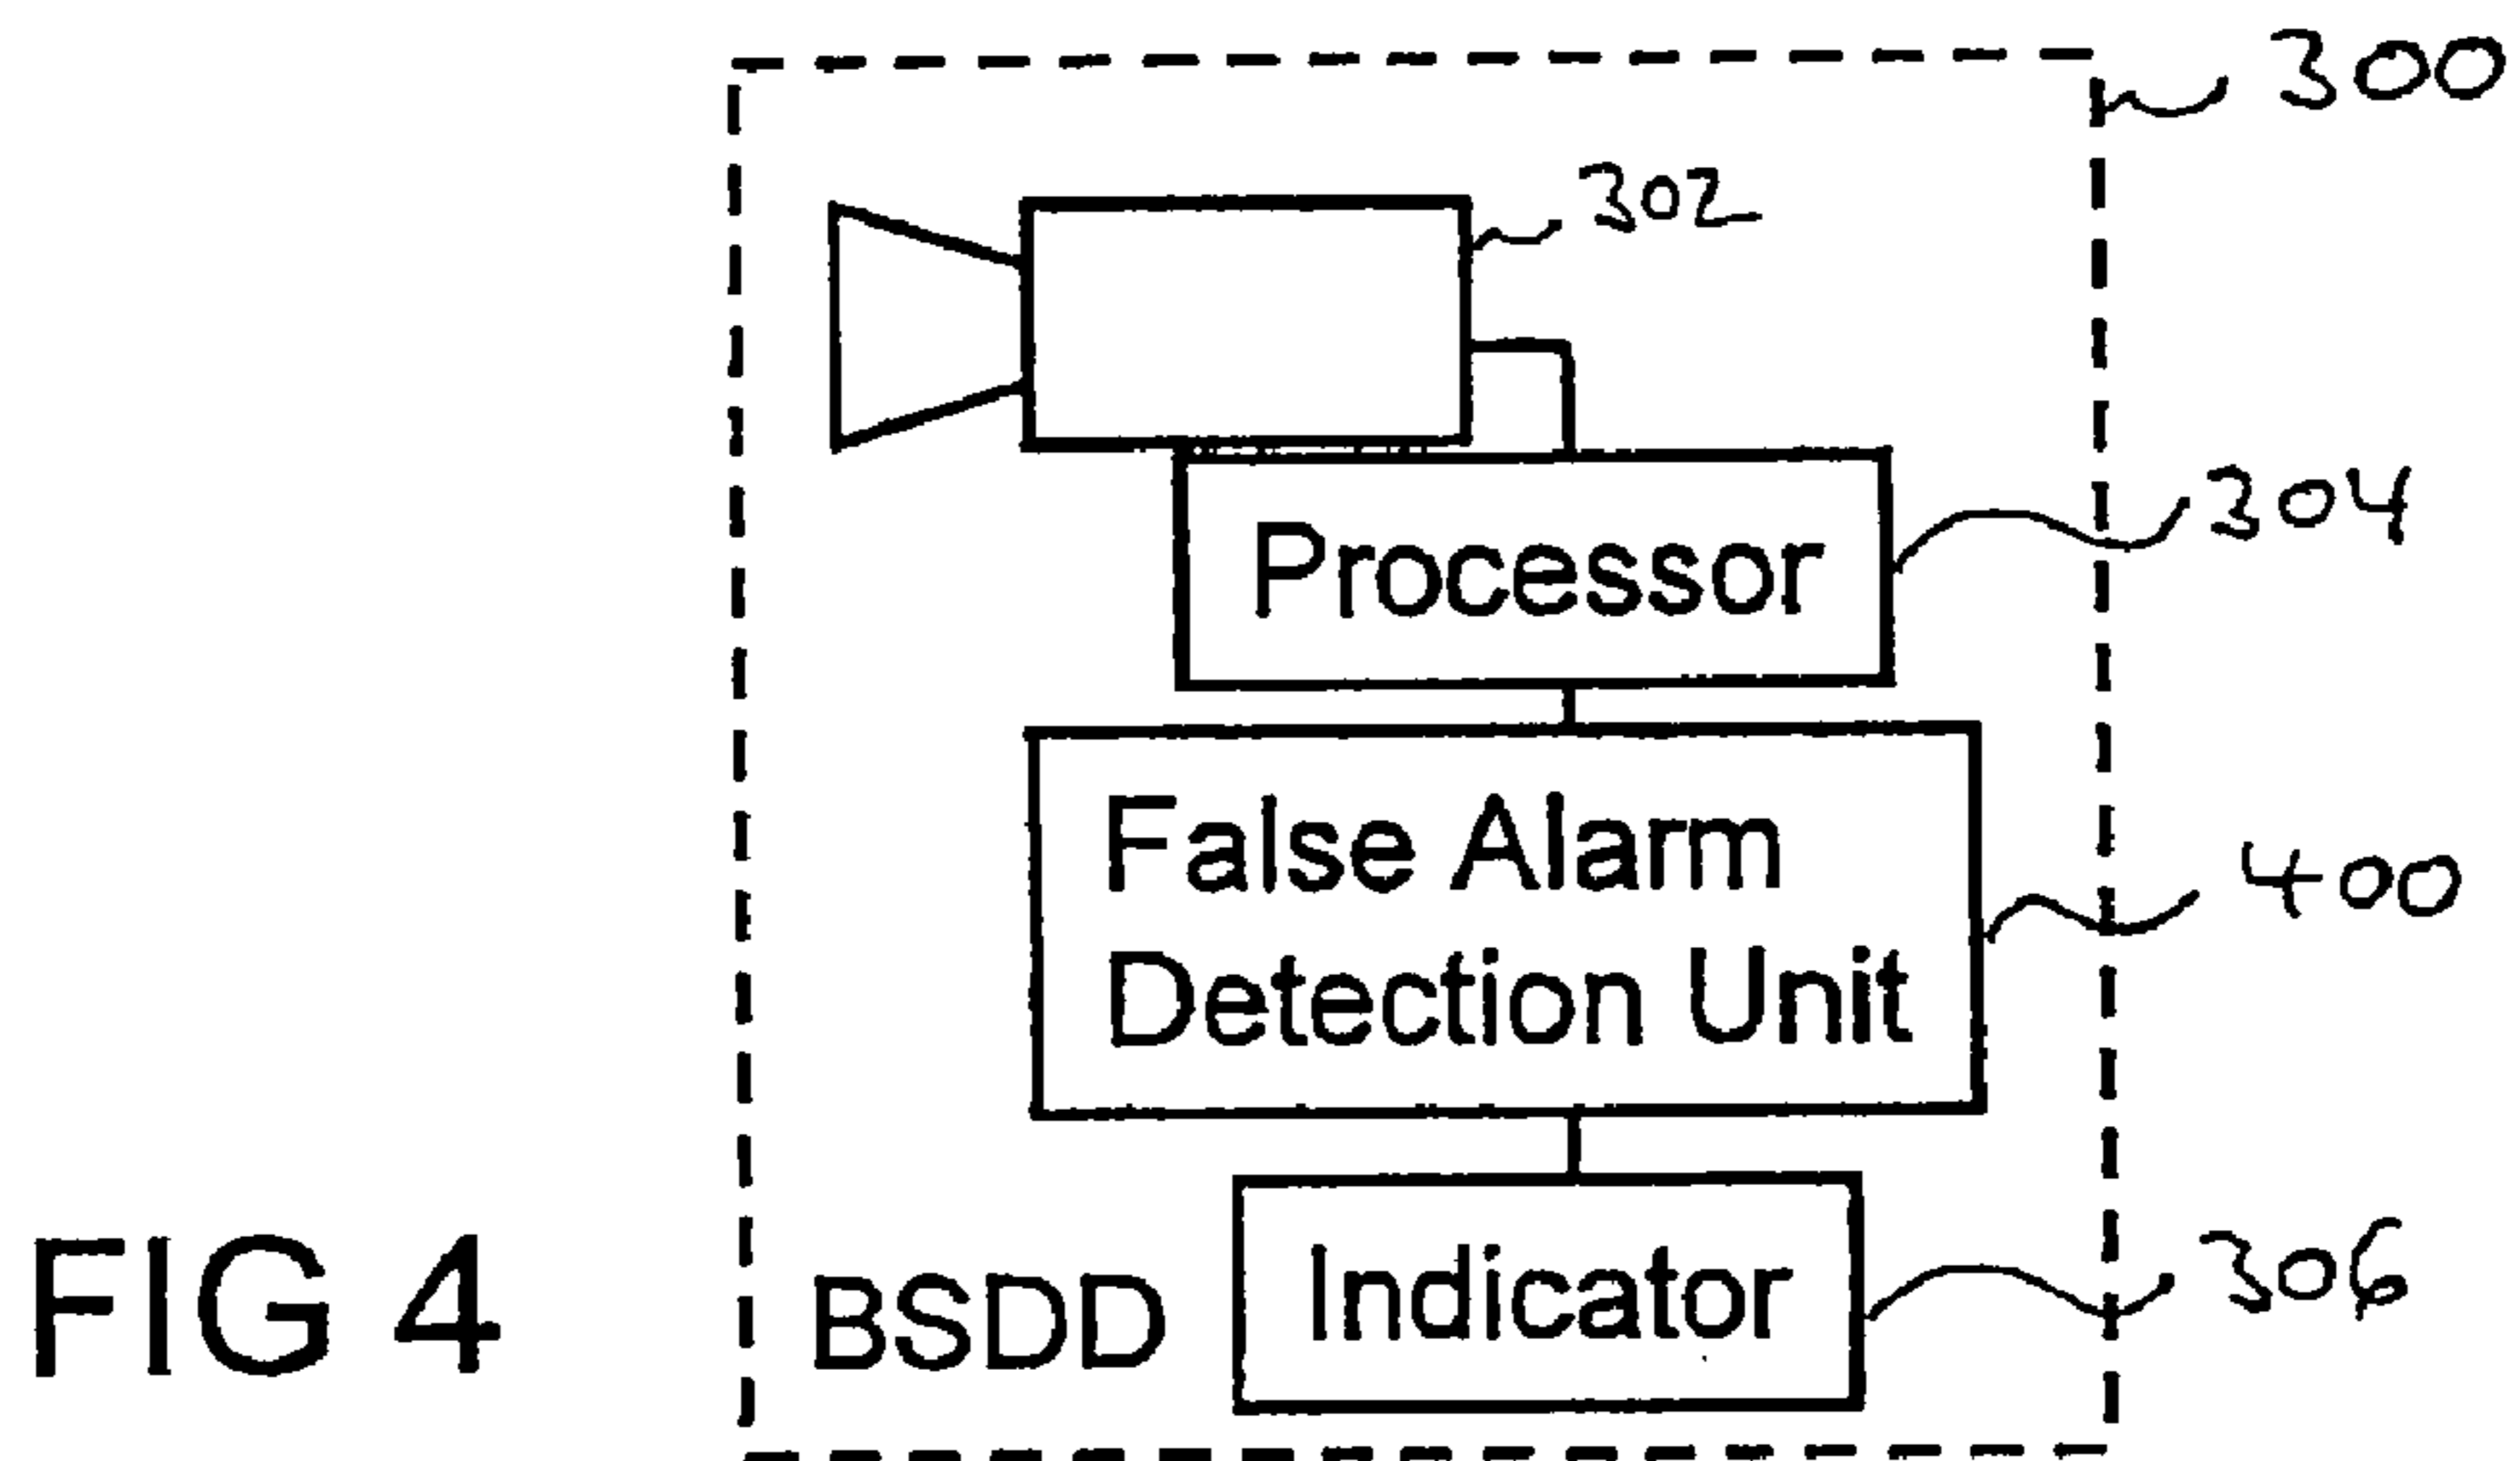 300
302
Processor
304
False Alarm
Detection Unit
400
Indicator
306
BSDD
FIG 4